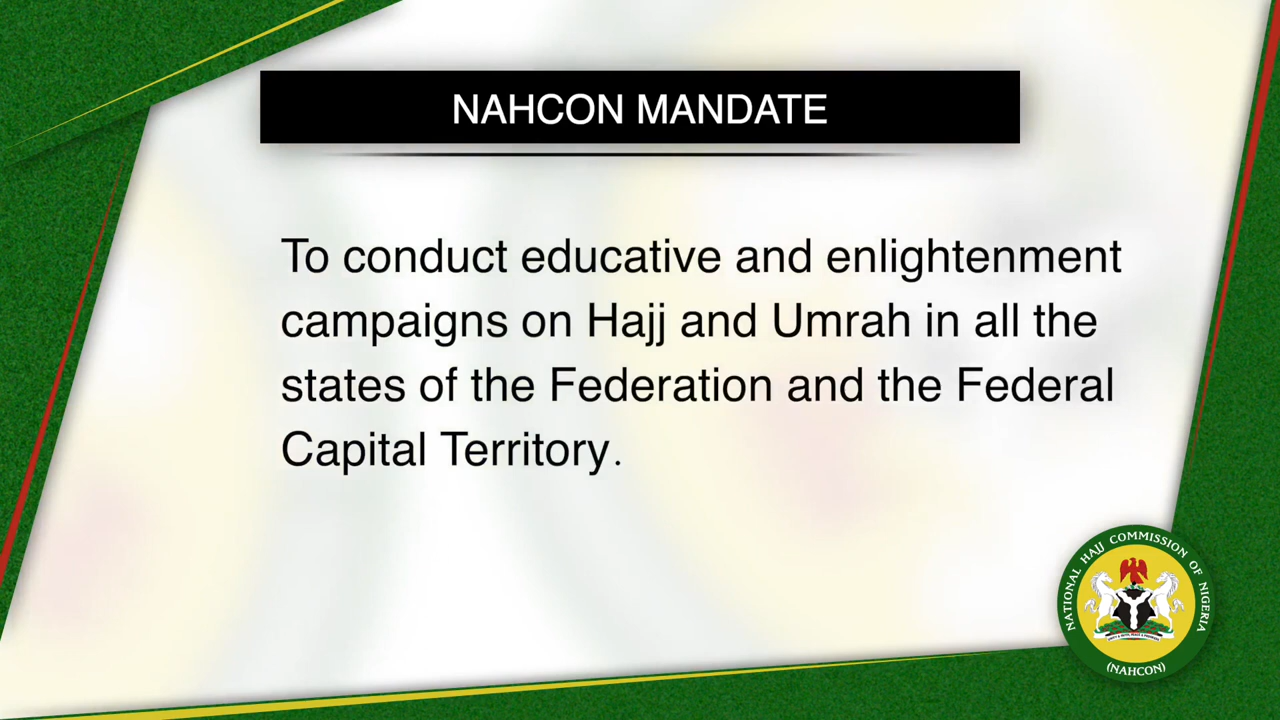 NAHCON MANDATE
To conduct educative and enlightenment
campaigns on Hajj and Umrah in all the
states of the Federation and the Federal
Capital Territory.
NATIONAL HAJJ COMMISSION OF NIGERIA
(NAHCON)